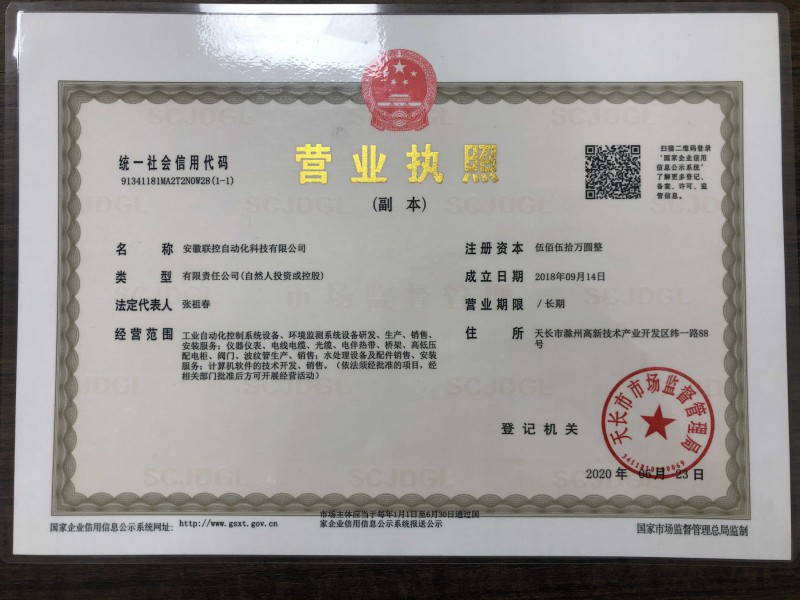 统一社会信用代码
91341181MA2T2N0W28(1-1)
营业执照
(副本)
扫描二维码登录
"国家企业信用
信息公示系统"
了解更多登记、
备案、许可、监
管信息。
名称 安徽联控自动化科技有限公司
类型 有限责任公司(自然人投资或控股)
法定代表人 张祖春
经营范围 工业自动化控制系统设备、环境监测系统设备研发、生产、销售、
安装服务;仪器仪表、电线电缆、光缆、电伴热带、桥架、高低压
配电柜、阀门、波纹管生产、销售;水处理设备及配件销售、安装
服务;计算机软件的技术开发、销售。(依法须经批准的项目,经
相关部门批准后方可开展经营活动)
注册资本 伍佰伍拾万圆整
成立日期 2018年09月14日
营业期限 /长期
住所 天长市滁州高新技术产业开发区纬一路88
号
登记机关
天长市市场监督管理局
2020年06月23日
国家企业信用信息公示系统网址: http://www.gsxt.gov.cn
市场主体应当于每年1月1日至6月30日通过国
家企业信用信息公示系统报送公示
国家市场监督管理总局监制